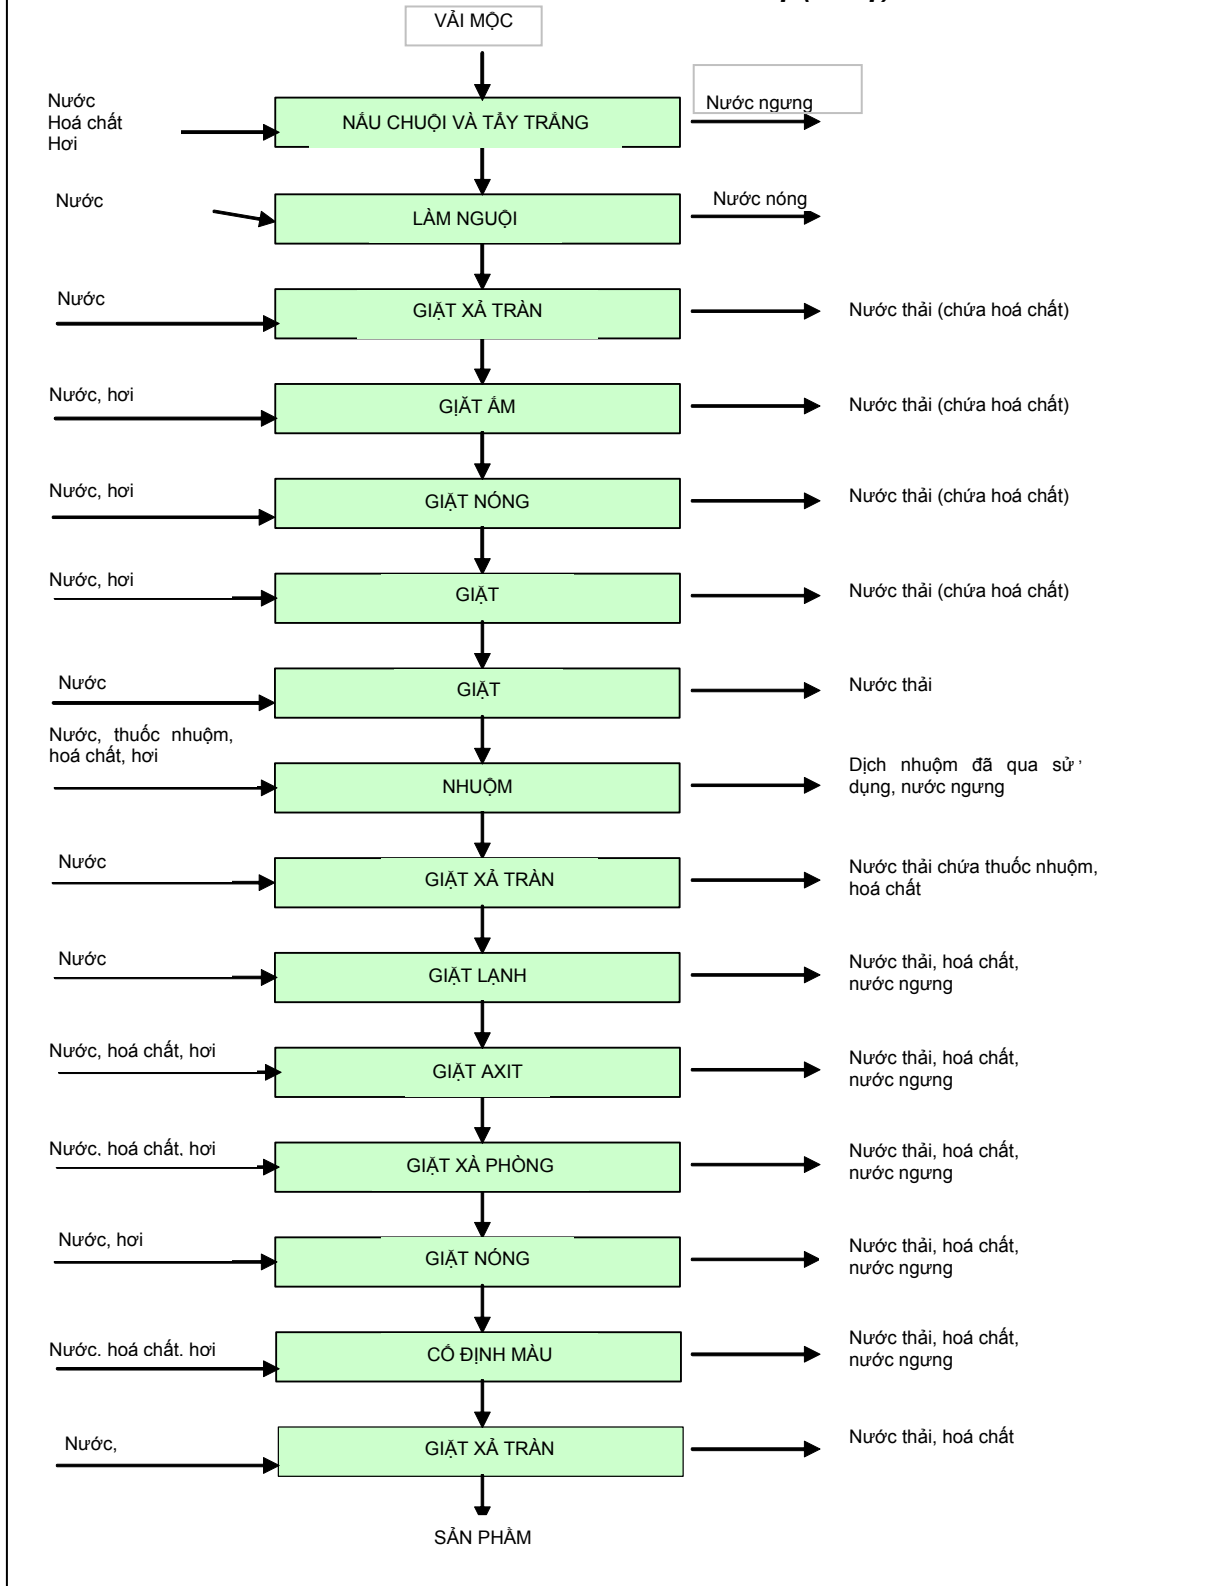 VẢI MỘC
Nước
Hoá chất
Hơi
NẤU CHUỘI VÀ TẨY TRẮNG
Nước ngưng
Nước
LÀM NGUỘI
Nước nóng
Nước
GIẶT XẢ TRÀN
Nước thải (chứa hoá chất)
Nước, hơi
GIẶT ẤM
Nước thải (chứa hoá chất)
Nước, hơi
GIẶT NÓNG
Nước thải (chứa hoá chất)
Nước, hơi
GIẶT
Nước thải (chứa hoá chất)
Nước
GIẶT
Nước thải
Nước, thuốc nhuộm,
hoá chất, hơi
NHUỘM
Dịch nhuộm đã qua sử
dụng, nước ngưng
Nước
GIẶT XẢ TRÀN
Nước thải chứa thuốc nhuộm,
hoá chất
Nước
GIẶT LẠNH
Nước thải, hoá chất,
nước ngưng
Nước, hoá chất, hơi
GIẶT AXIT
Nước thải, hoá chất,
nước ngưng
Nước, hoá chất, hơi
GIẶT XÀ PHÒNG
Nước thải, hoá chất,
nước ngưng
Nước, hơi
GIẶT NÓNG
Nước thải, hoá chất,
nước ngưng
Nước, hoá chất, hơi
CỐ ĐỊNH MÀU
Nước thải, hoá chất,
nước ngưng
Nước,
GIẶT XẢ TRÀN
Nước thải, hoá chất
SẢN PHẨM